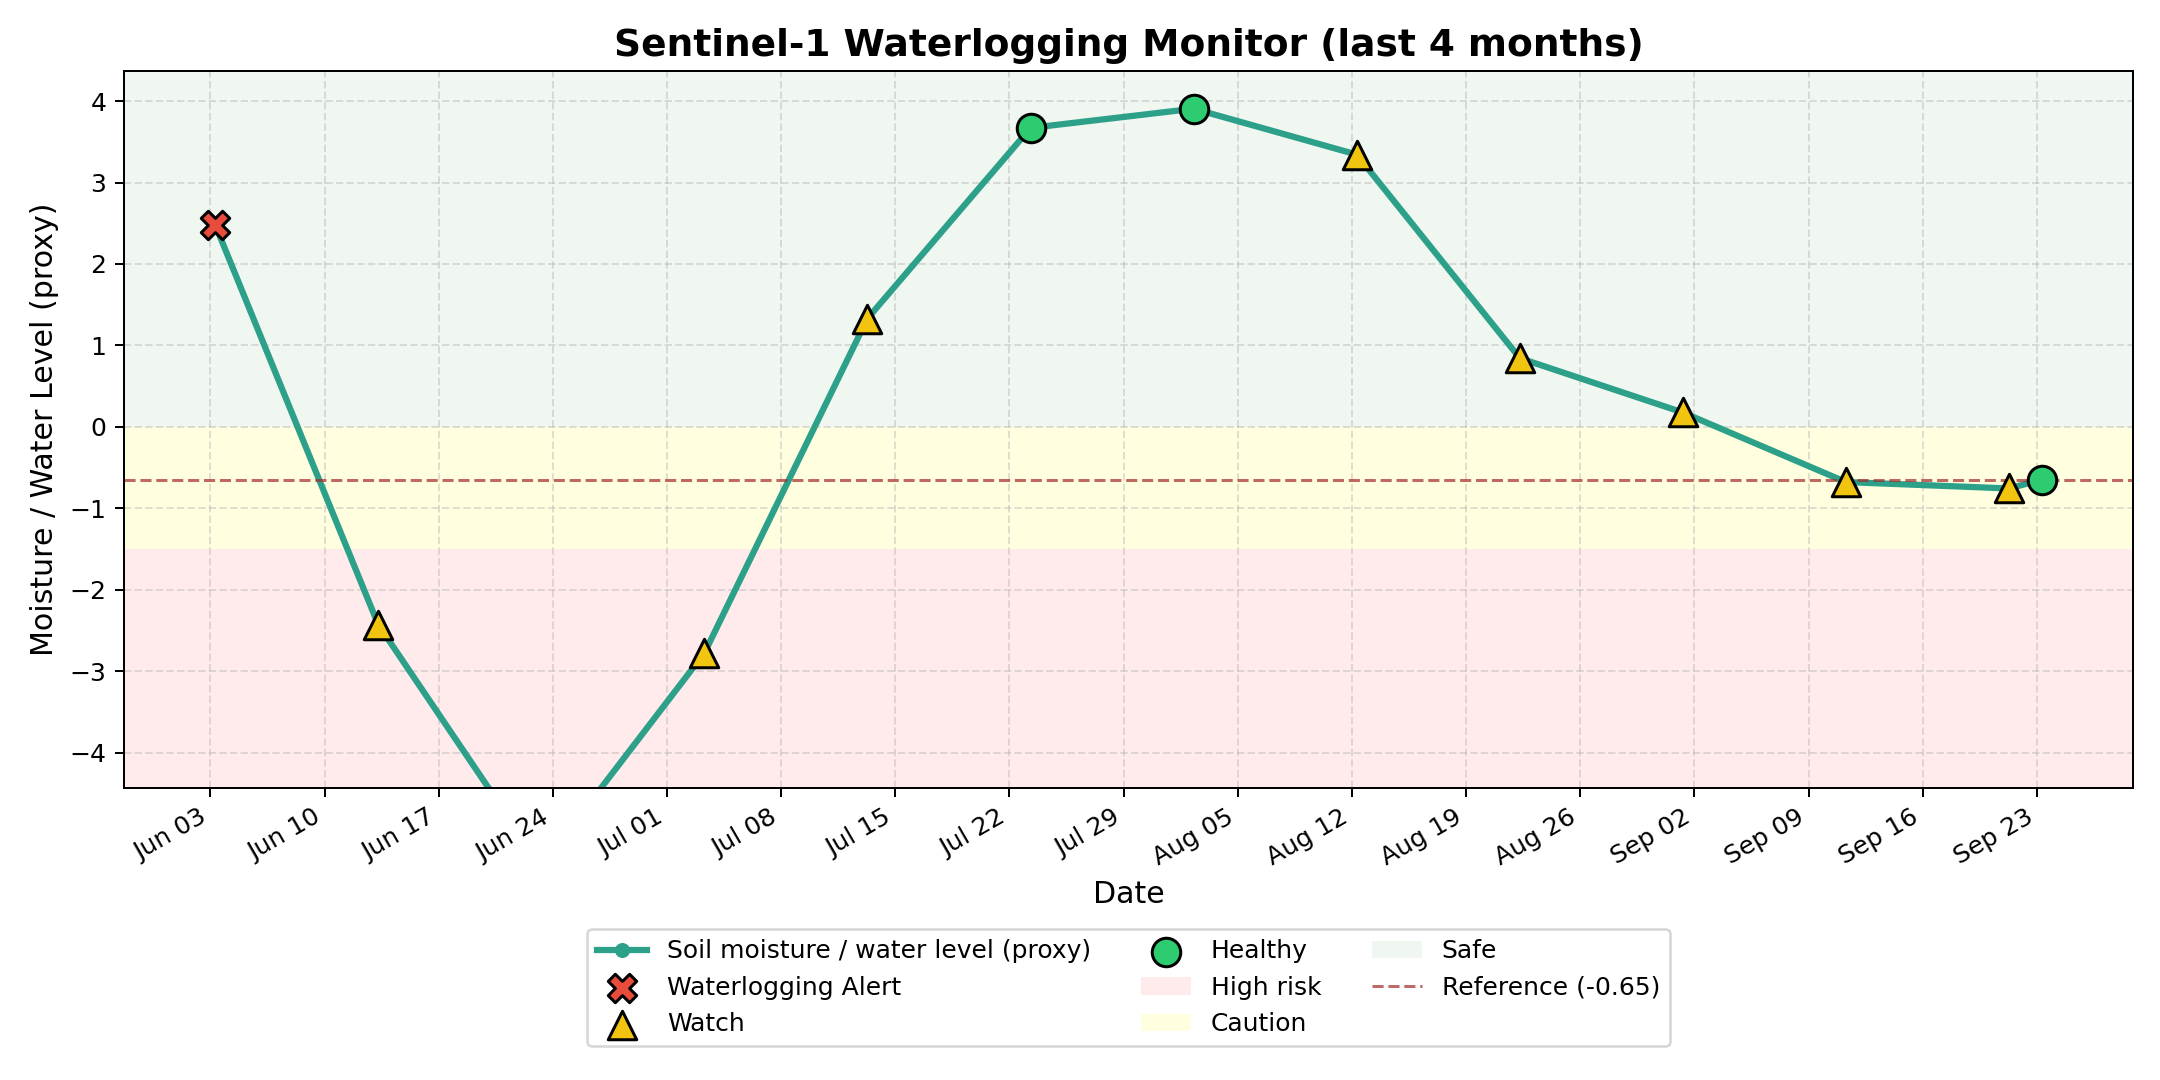 Sentinel-1 Waterlogging Monitor (last 4 months)
Moisture / Water Level (proxy)
4
3
2
1
0
−1
−2
−3
−4
Jun 03
Jun 10
Jun 17
Jun 24
Jul 01
Jul 08
Jul 15
Jul 22
Jul 29
Aug 05
Aug 12
Aug 19
Aug 26
Sep 02
Sep 09
Sep 16
Sep 23
Date
Soil moisture / water level (proxy)
Waterlogging Alert
Watch
Healthy
High risk
Caution
Safe
Reference (-0.65)